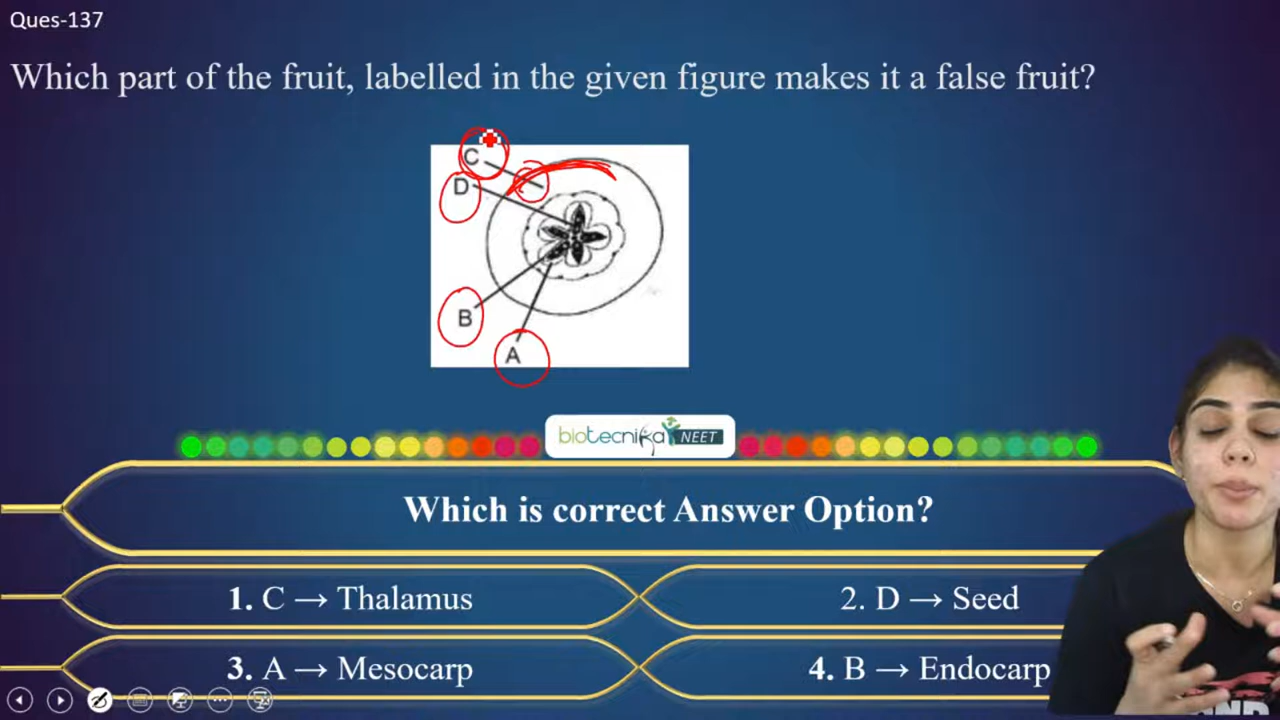 Ques-137
Which part of the fruit, labelled in the given figure makes it a false fruit?
C
D
B
A
biotecnika NEET
Which is correct Answer Option?
1. C → Thalamus
2. D → Seed
3. A → Mesocarp
4. B → Endocarp